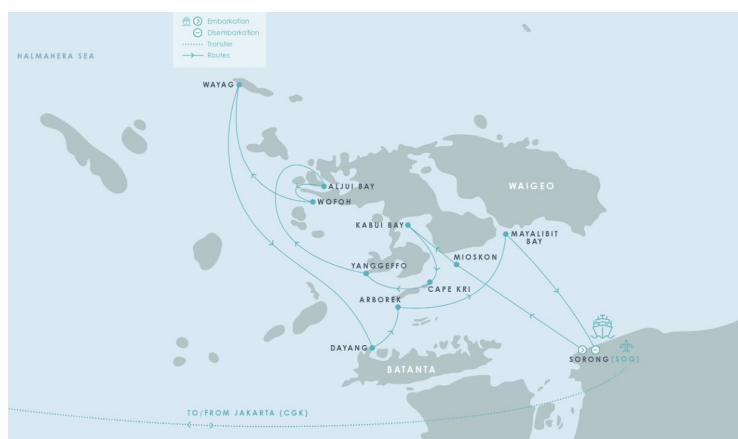 Embarkation
Disembarkation
Transfer
Routes
HALMAHERA SEA
WAYAG
ALJUI BAY
WOFOH
WAIGEO
KABUI BAY
MAYALIBIT
BAY
MIOSKON
YANGGEFFO
CAPE KRI
ARBOREK
DAYANG
BATANTA
SORONG (SOQ)
TO/FROM JAKARTA (CGK)